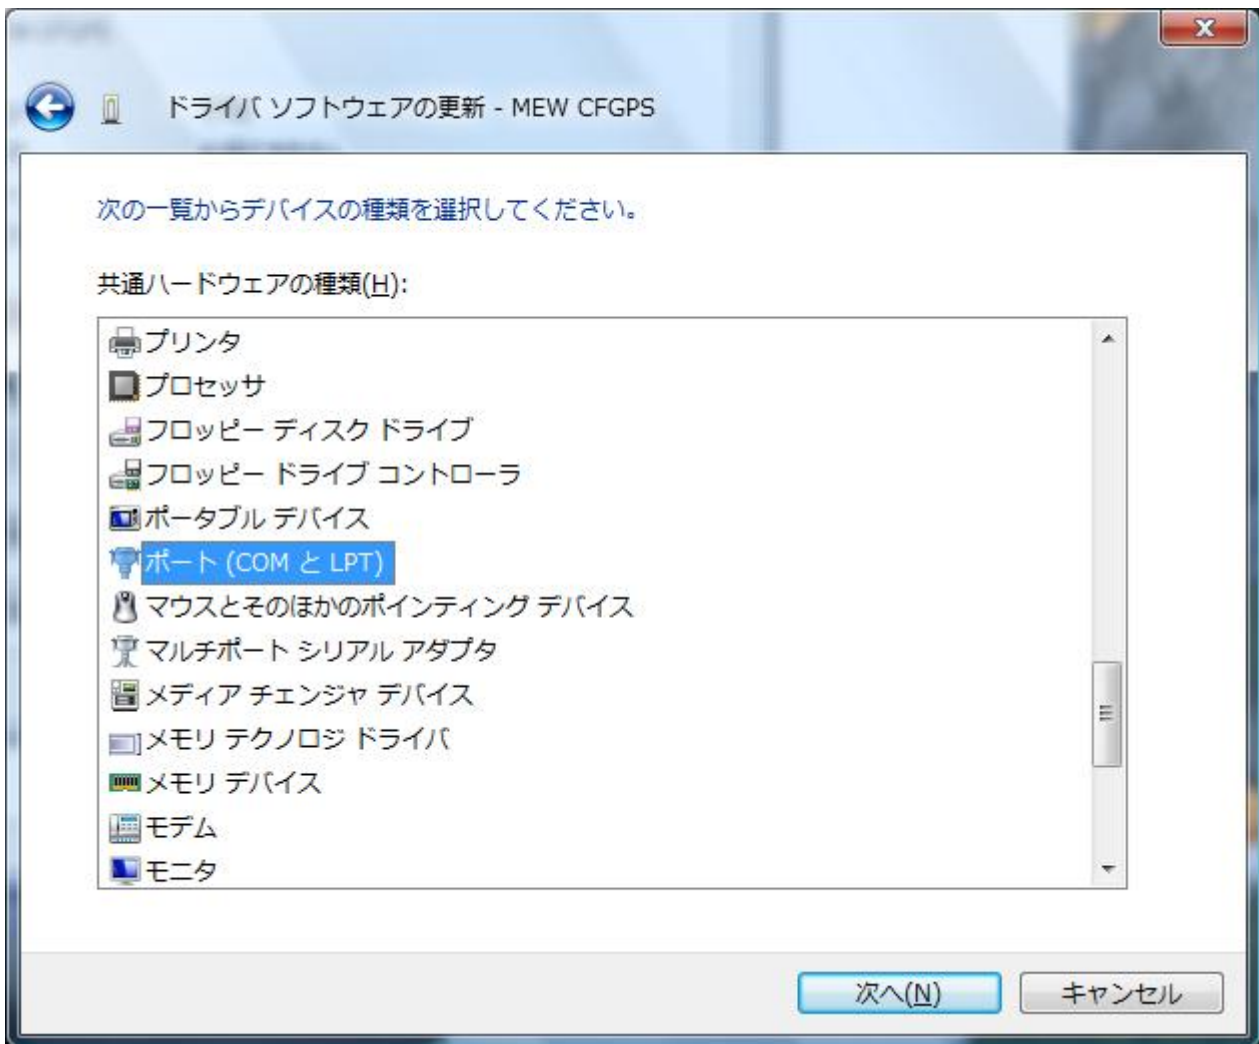 ドライバ ソフトウェアの更新 - MEW CFGPS
次の一覧からデバイスの種類を選択してください。
共通ハードウェアの種類(H):
プリンタ
プロセッサ
フロッピー ディスク ドライブ
フロッピー ドライブ コントローラ
ポータブル デバイス
ポート (COM と LPT)
マウスとそのほかのポインティング デバイス
マルチポート シリアル アダプタ
メディア チェンジャ デバイス
メモリ テクノロジ ドライバ
メモリ デバイス
モデム
モニタ
次へ(N)
キャンセル